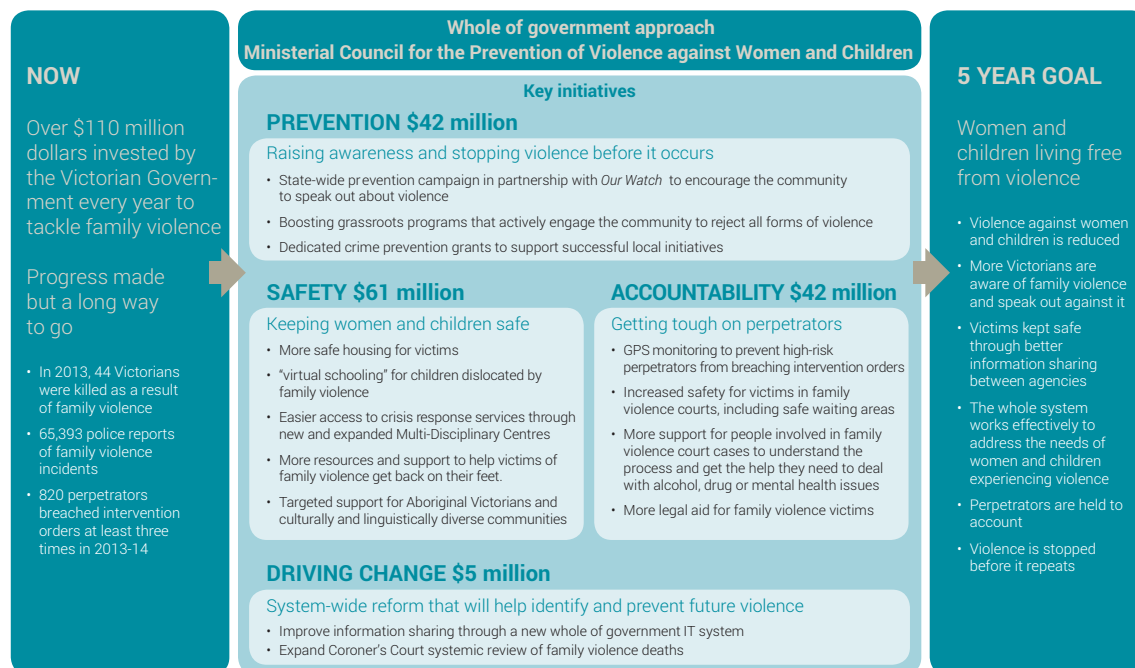 NOW
Over $110 million
dollars invested by
the Victorian Govern-
ment every year to
tackle family violence
Progress made
but a long way
to go
• In 2013, 44 Victorians
were killed as a result
of family violence
• 65,393 police reports
of family violence
incidents
• 820 perpetrators
breached intervention
orders at least three
times in 2013-14
Whole of government approach
Ministerial Council for the Prevention of Violence against Women and Children
Key initiatives
PREVENTION $42 million
Raising awareness and stopping violence before it occurs
• State-wide prevention campaign in partnership with Our Watch to encourage the community
to speak out about violence
• Boosting grassroots programs that actively engage the community to reject all forms of violence
• Dedicated crime prevention grants to support successful local initiatives
SAFETY $61 million
Keeping women and children safe
• More safe housing for victims
• "virtual schooling" for children dislocated by
family violence
• Easier access to crisis response services through
new and expanded Multi-Disciplinary Centres
• More resources and support to help victims of
family violence get back on their feet.
• Targeted support for Aboriginal Victorians and
culturally and linguistically diverse communities
ACCOUNTABILITY $42 million
Getting tough on perpetrators
• GPS monitoring to prevent high-risk
perpetrators from breaching intervention orders
• Increased safety for victims in family
violence courts, including safe waiting areas
• More support for people involved in family
violence court cases to understand the
process and get the help they need to deal
with alcohol, drug or mental health issues
• More legal aid for family violence victims
DRIVING CHANGE $5 million
System-wide reform that will help identify and prevent future violence
• Improve information sharing through a new whole of government IT system
• Expand Coroner's Court systemic review of family violence deaths
5 YEAR GOAL
Women and
children living free
from violence
• Violence against women
and children is reduced
• More Victorians are
aware of family violence
and speak out against it
• Victims kept safe
through better
information sharing
between agencies
• The whole system
works effectively to
address the needs of
women and children
experiencing violence
• Perpetrators are held to
account
• Violence is stopped
before it repeats